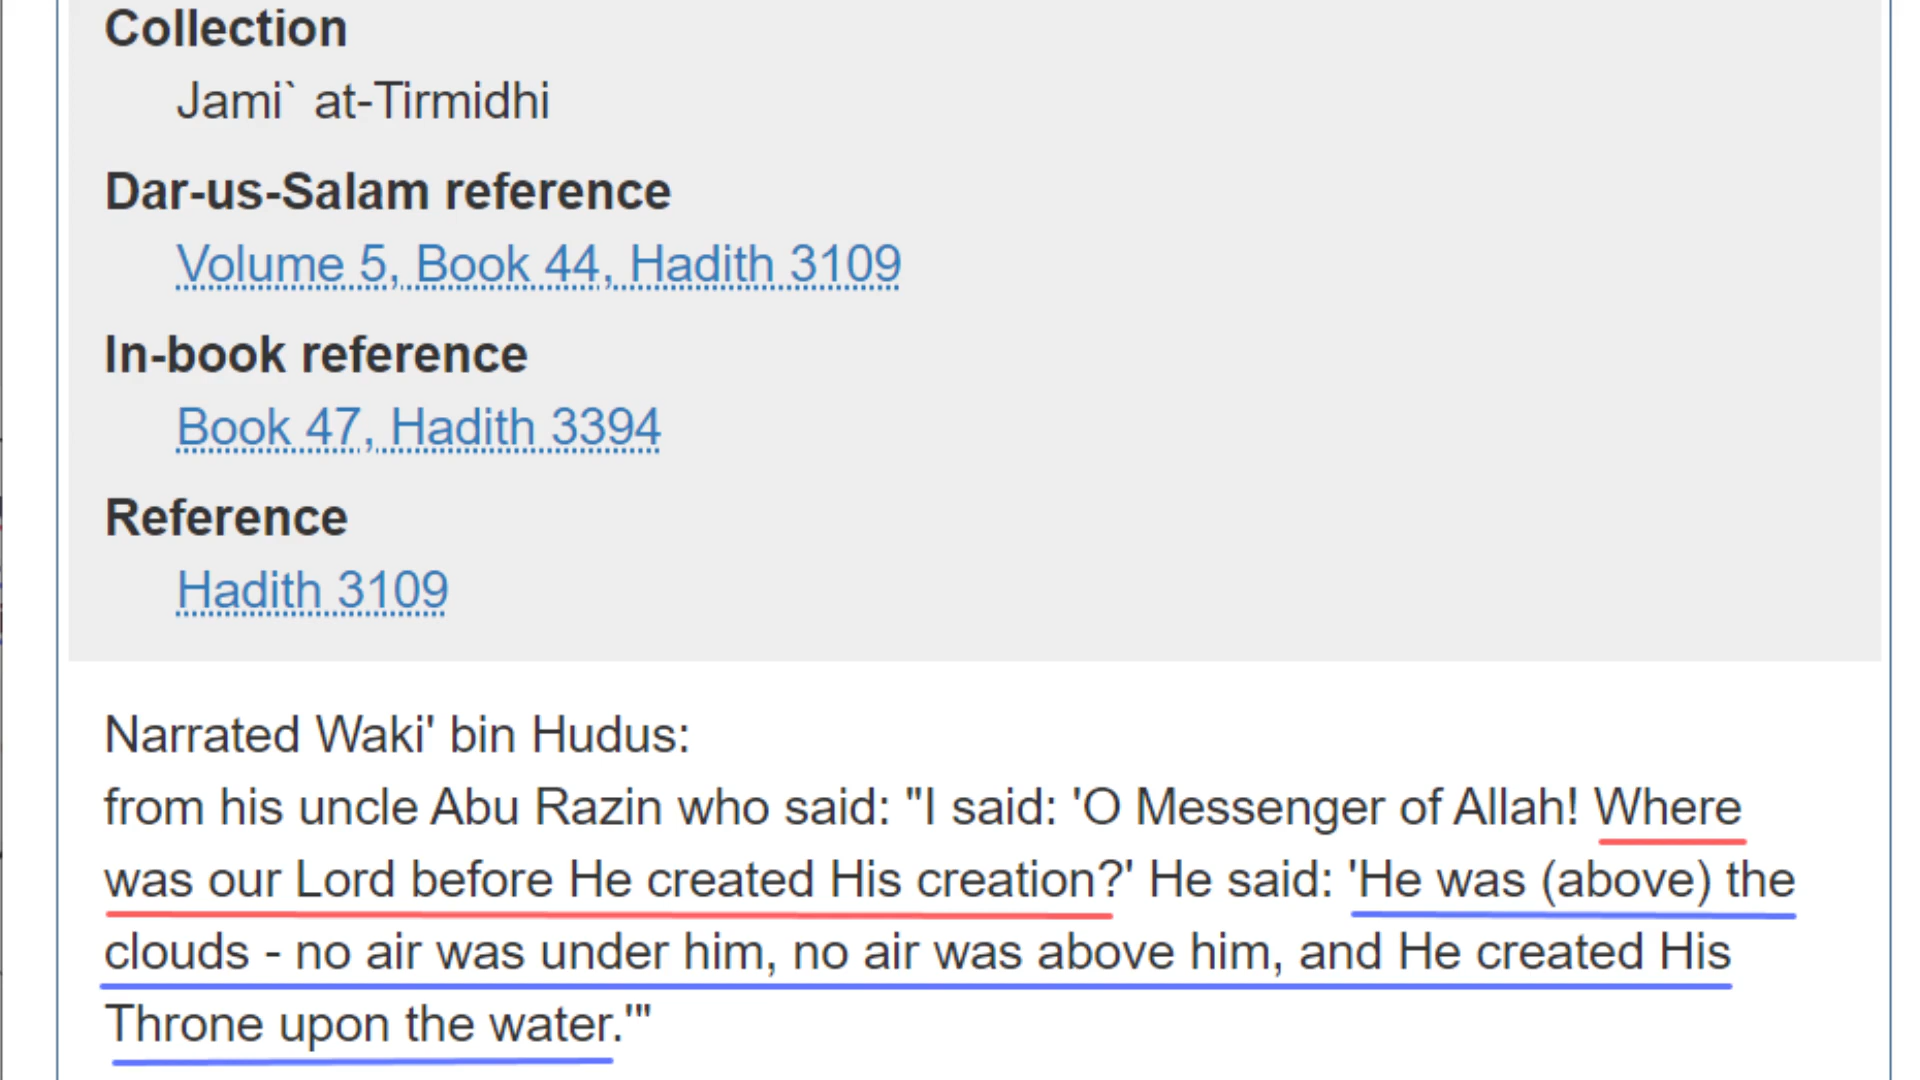 Collection
Jami` at-Tirmidhi
Dar-us-Salam reference
Volume 5, Book 44, Hadith 3109
In-book reference
Book 47, Hadith 3394
Reference
Hadith 3109
Narrated Waki' bin Hudus:
from his uncle Abu Razin who said: "I said: 'O Messenger of Allah! Where
was our Lord before He created His creation?' He said: 'He was (above) the
clouds - no air was under him, no air was above him, and He created His
Throne upon the water.'"